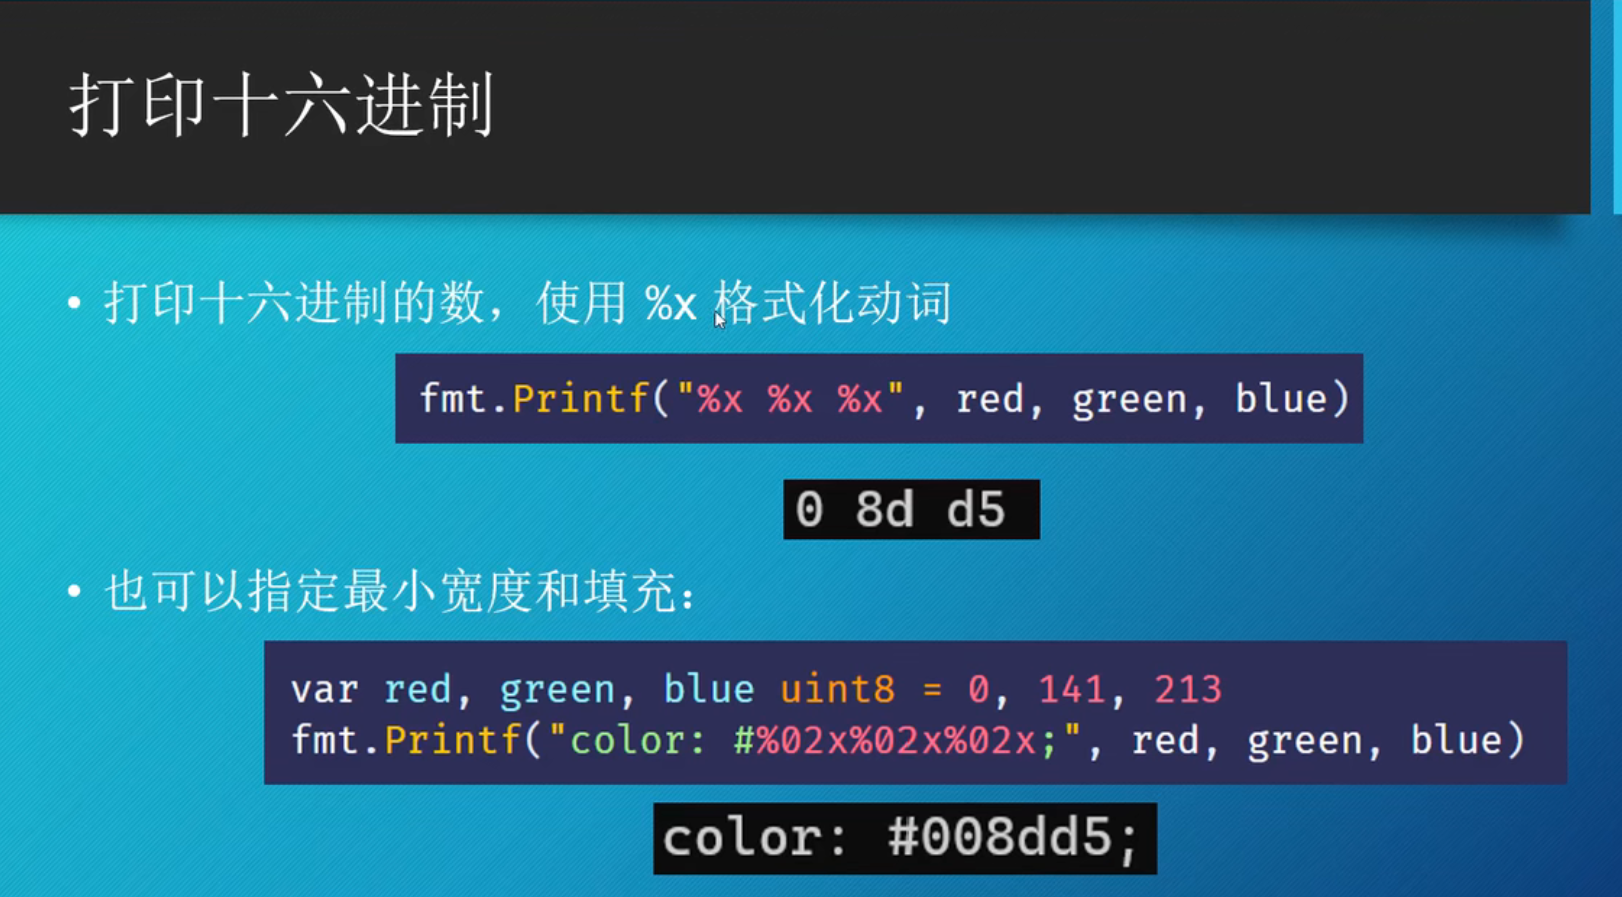 打印十六进制
• 打印十六进制的数，使用 %x 格式化动词
fmt.Printf("%x %x %x", red, green, blue)
0 8d d5
• 也可以指定最小宽度和填充：
var red, green, blue uint8 = 0, 141, 213
fmt.Printf("color: #%02x%02x%02x;", red, green, blue)
color: #008dd5;